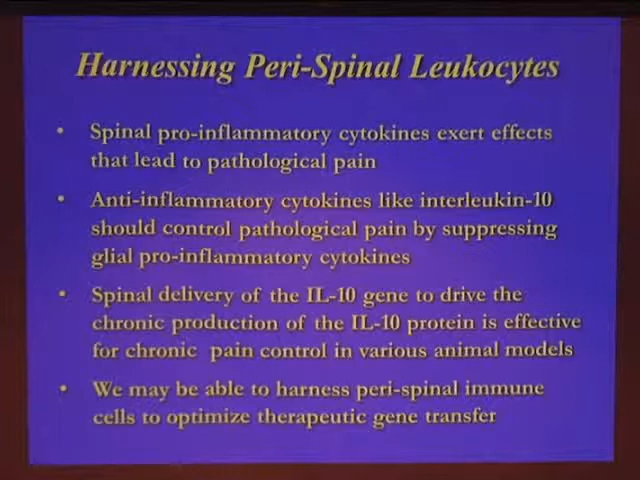 Harnessing Peri-Spinal Leukocytes
• Spinal pro-inflammatory cytokines exert effects
that lead to pathological pain
• Anti-inflammatory cytokines like interleukin-10
should control pathological pain by suppressing
glial pro-inflammatory cytokines
• Spinal delivery of the IL-10 gene to drive the
chronic production of the IL-10 protein is effective
for chronic pain control in various animal models
• We may be able to harness peri-spinal immune
cells to optimize therapeutic gene transfer